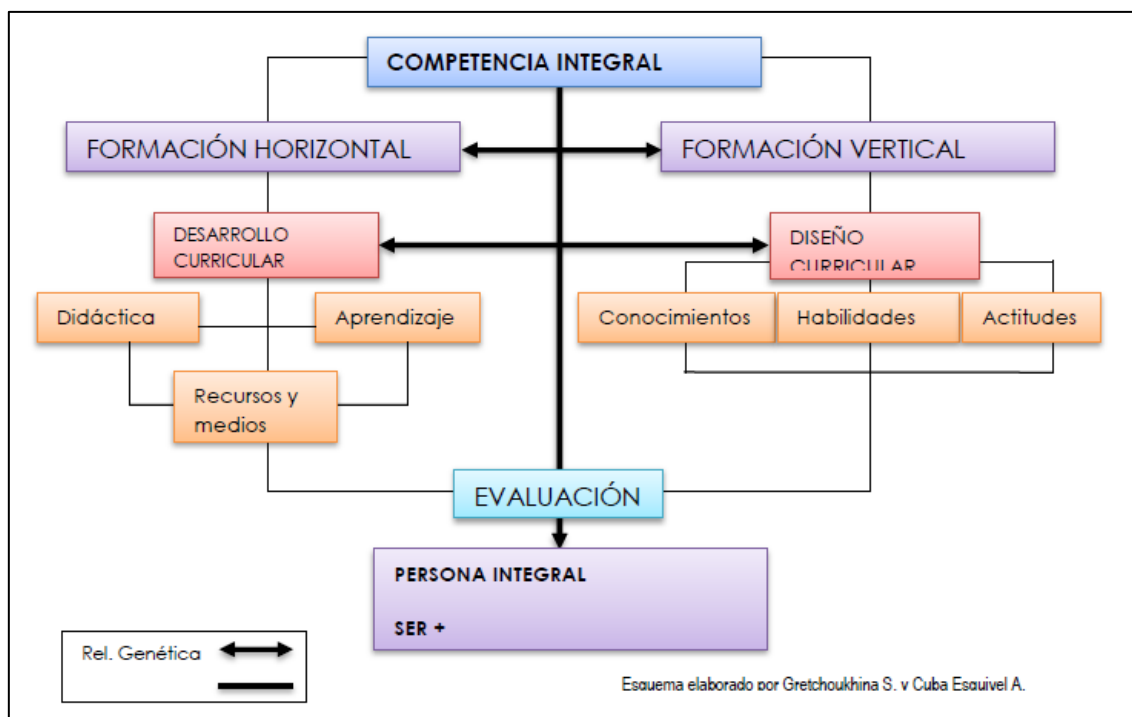 COMPETENCIA INTEGRAL
FORMACIÓN HORIZONTAL
FORMACIÓN VERTICAL
DESARROLLO
CURRICULAR
DISEÑO
CURRICULAR
Didáctica
Aprendizaje
Conocimientos
Habilidades
Actitudes
Recursos y
medios
EVALUACIÓN
PERSONA INTEGRAL
SER +
Rel. Genética
Esquema elaborado por Gretchoukhina S. y Cuba Esquivel A.